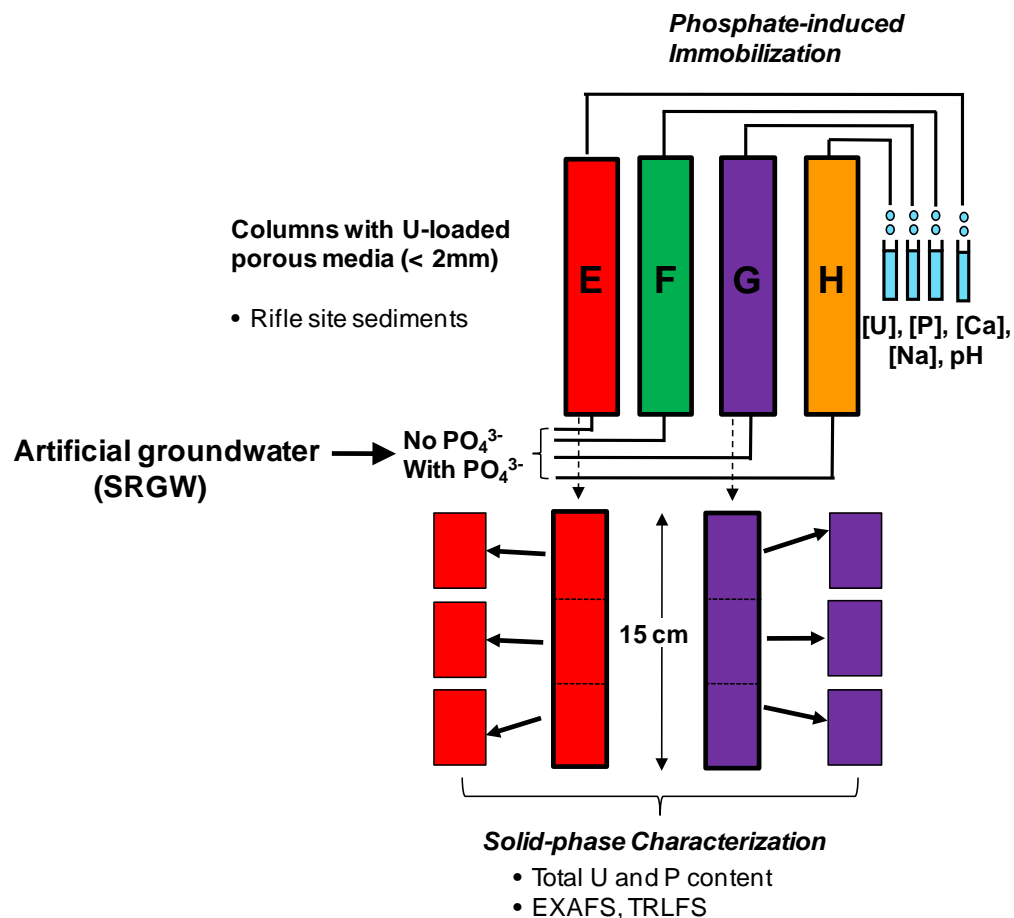 Phosphate-induced
Immobilization
Columns with U-loaded
porous media (< 2mm)
• Rifle site sediments
E
F
G
H
[U], [P], [Ca],
[Na], pH
Artificial groundwater
(SRGW)
No PO₄³⁻
With PO₄³⁻
15 cm
Solid-phase Characterization
• Total U and P content
• EXAFS, TRLFS